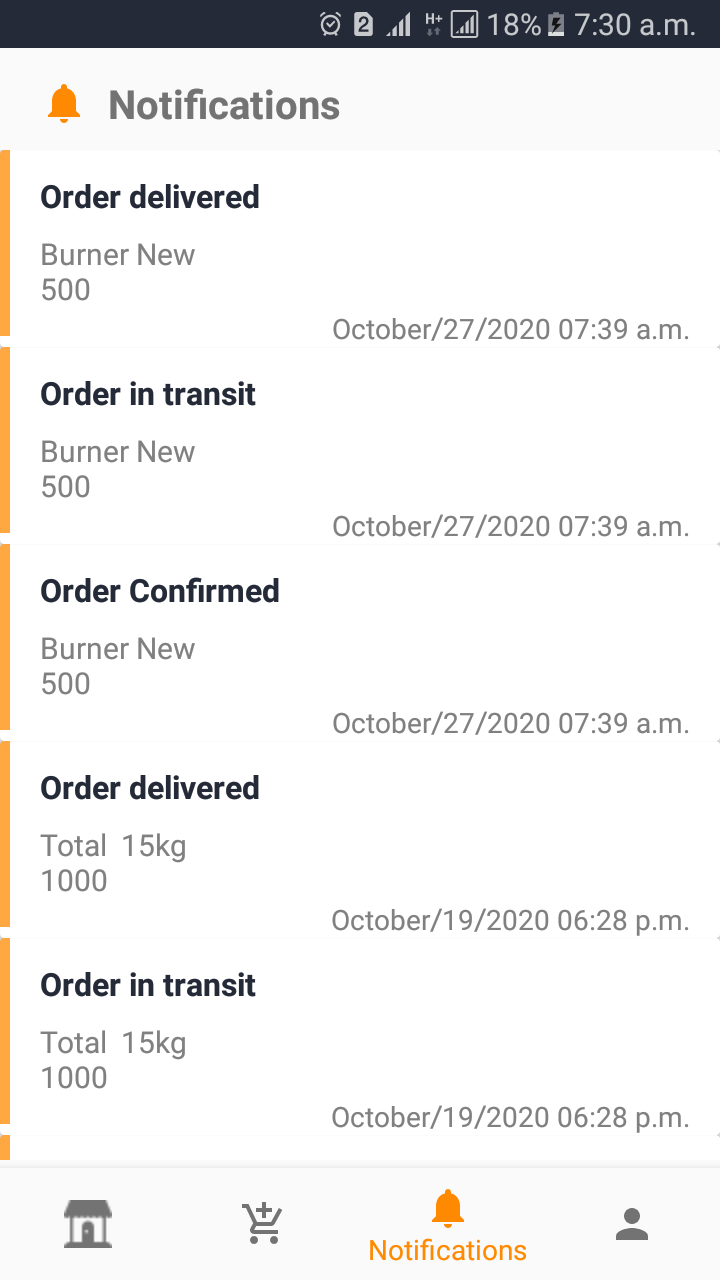 2 H+ 18% 7:30 a.m.
Notifications
Order delivered
Burner New
500
October/27/2020 07:39 a.m.
Order in transit
Burner New
500
October/27/2020 07:39 a.m.
Order Confirmed
Burner New
500
October/27/2020 07:39 a.m.
Order delivered
Total  15kg
1000
October/19/2020 06:28 p.m.
Order in transit
Total  15kg
1000
October/19/2020 06:28 p.m.
Notifications